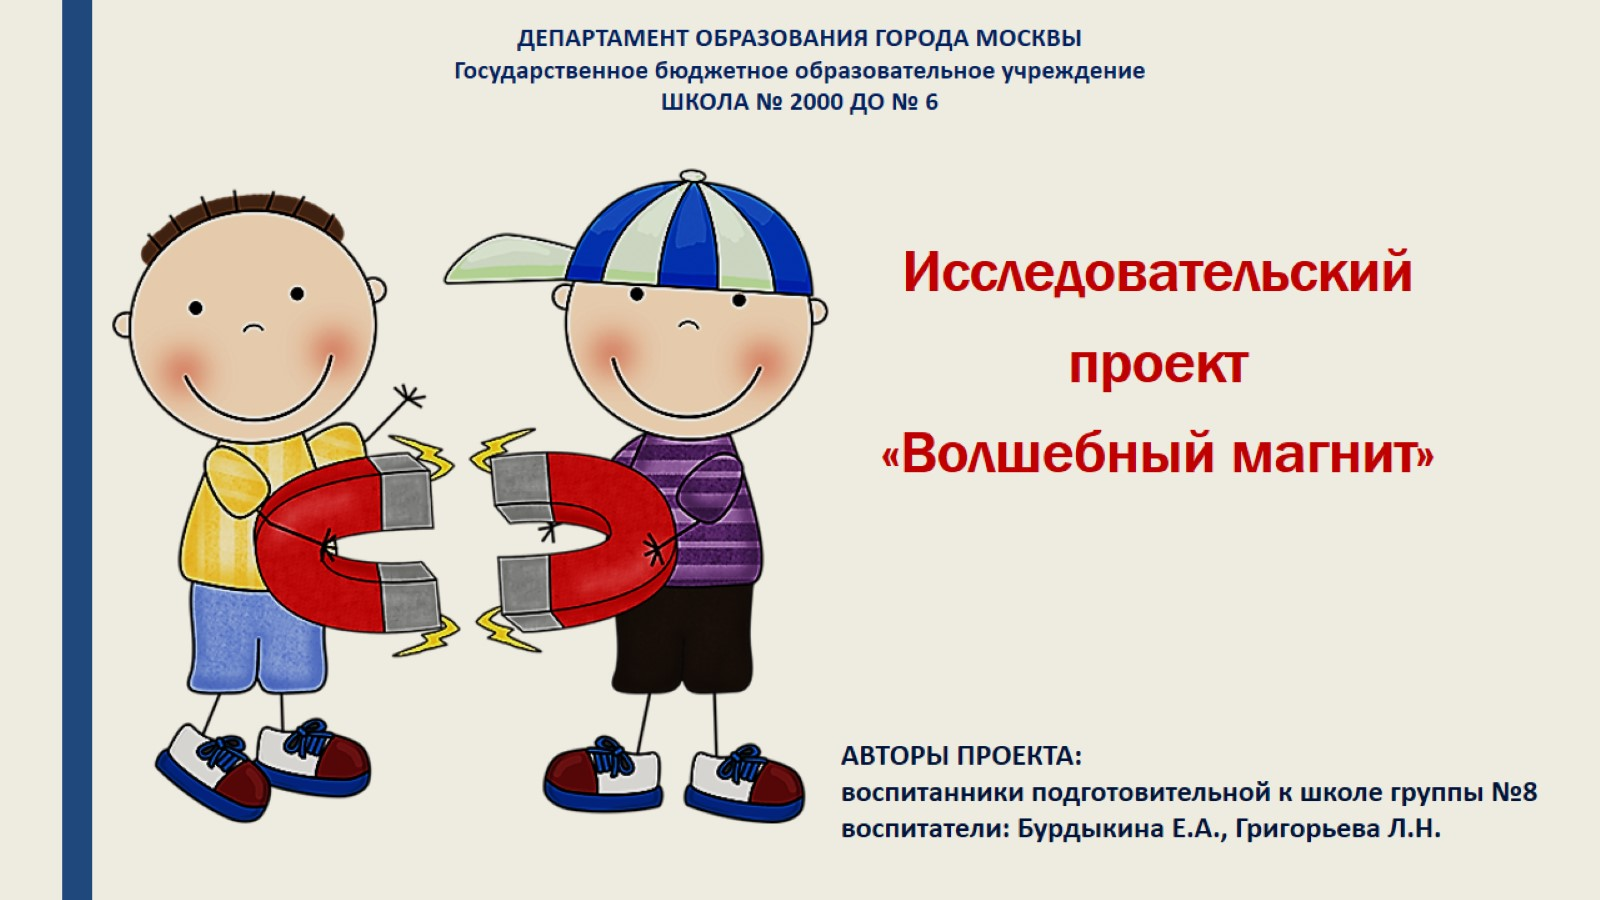 ДЕПАРТАМЕНТ ОБРАЗОВАНИЯ ГОРОДА МОСКВЫ
Государственное бюджетное образовательное учреждение
ШКОЛА № 2000 ДО № 6
Исследовательский
проект
«Волшебный магнит»
АВТОРЫ ПРОЕКТА:
воспитанники подготовительной к школе группы №8
воспитатели: Бурдыкина Е.А., Григорьева Л.Н.